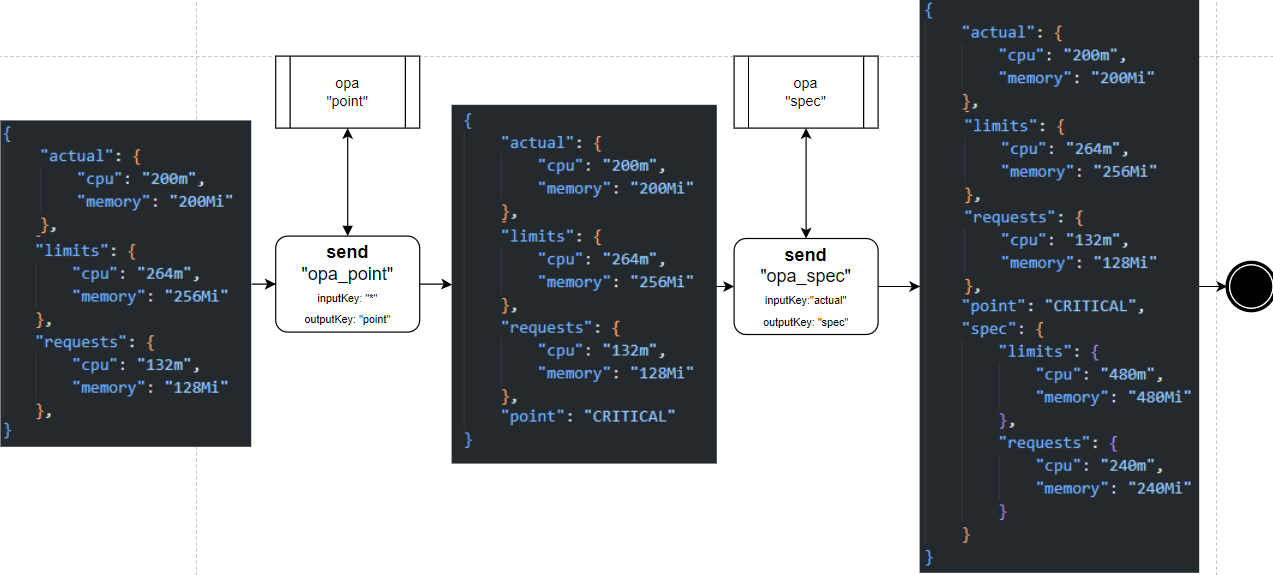 {
"actual": {
"cpu": "200m",
"memory": "200Mi"
},
"limits": {
"cpu": "264m",
"memory": "256Mi"
},
"requests": {
"cpu": "132m",
"memory": "128Mi"
},
}
opa
"point"
send
"opa_point"
inputKey: "*"
outputKey: "point"
{
"actual": {
"cpu": "200m",
"memory": "200Mi"
},
"limits": {
"cpu": "264m",
"memory": "256Mi"
},
"requests": {
"cpu": "132m",
"memory": "128Mi"
},
"point": "CRITICAL"
}
opa
"spec"
send
"opa_spec"
inputKey:"actual"
outputKey: "spec"
{
"actual": {
"cpu": "200m",
"memory": "200Mi"
},
"limits": {
"cpu": "264m",
"memory": "256Mi"
},
"requests": {
"cpu": "132m",
"memory": "128Mi"
},
"point": "CRITICAL",
"spec": {
"limits": {
"cpu": "480m",
"memory": "480Mi"
},
"requests": {
"cpu": "240m",
"memory": "240Mi"
}
}
}